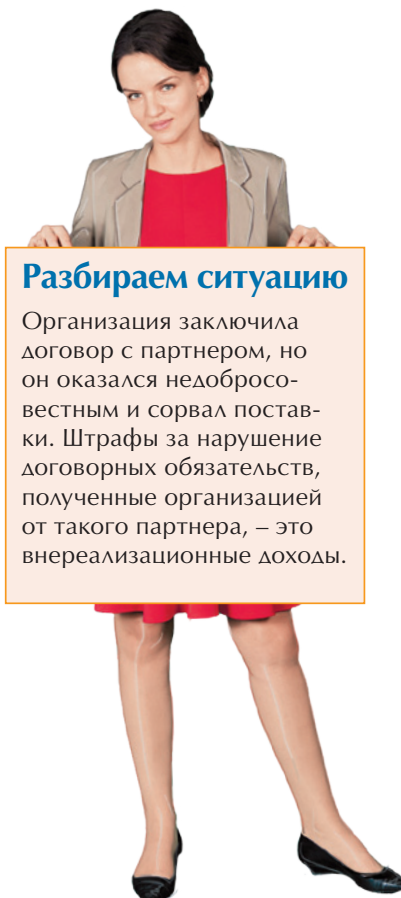 Разбираем ситуацию
Организация заключила
договор с партнером, но
он оказался недобросо-
вестным и сорвал постав-
ки. Штрафы за нарушение
договорных обязательств,
полученные организацией
от такого партнера, – это
внереализационные доходы.